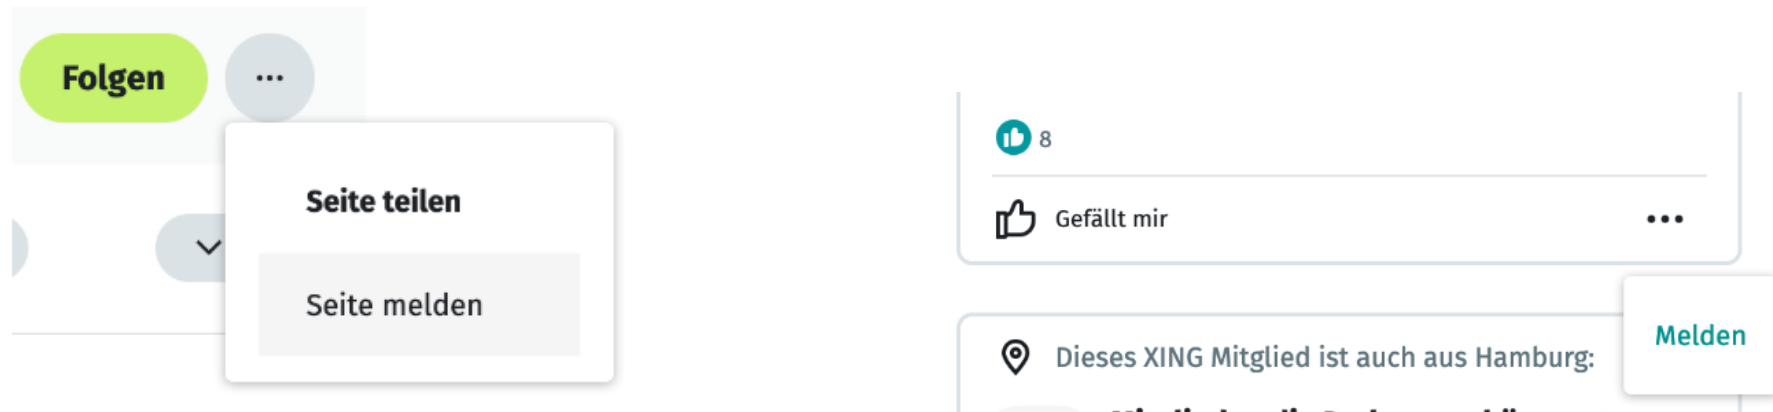 Folgen
Seite teilen
Seite melden
8
Gefällt mir
Melden
Dieses XING Mitglied ist auch aus Hamburg: